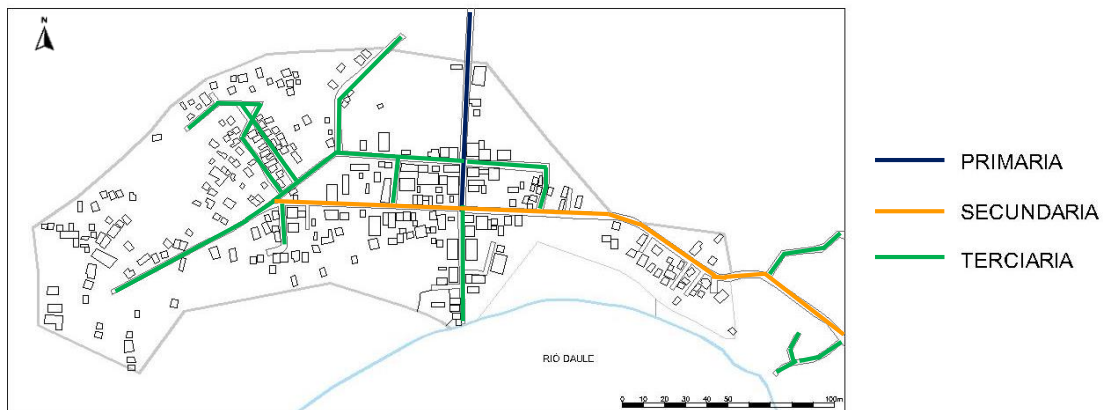 N
PRIMARIA
SECUNDARIA
TERCIARIA
RIO DAULE
0 10 20 30 40 50 100m